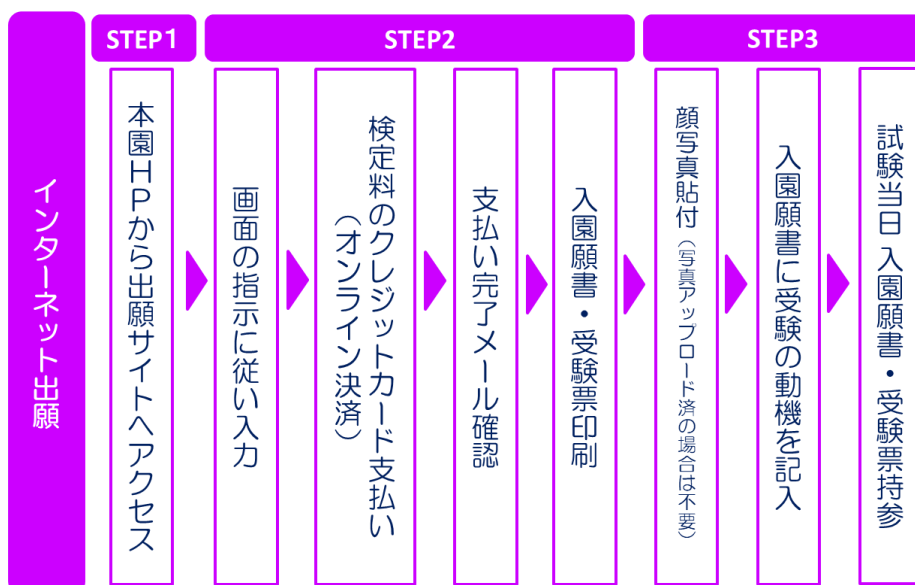 インターネット出願
STEP1
本園HPから出願サイトへアクセス
STEP2
画面の指示に従い入力
検定料のクレジットカード支払い
（オンライン決済）
支払い完了メール確認
入園願書・受験票印刷
STEP3
顔写真貼付（写真アップロード済の場合は不要）
入園願書に受験の動機を記入
試験当日 入園願書・受験票持参